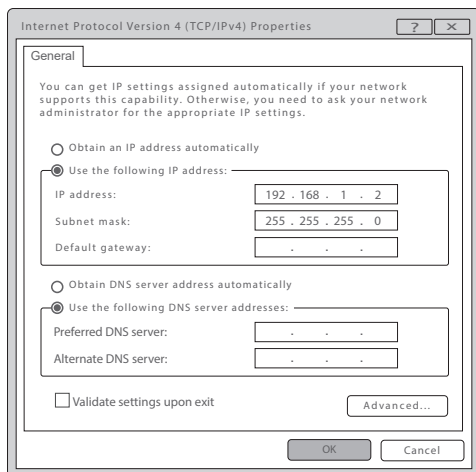 Internet Protocol Version 4 (TCP/IPv4) Properties
? ×
General
You can get IP settings assigned automatically if your network
supports this capability. Otherwise, you need to ask your network
administrator for the appropriate IP settings.
Obtain an IP address automatically
Use the following IP address:
IP address: 192 . 168 . 1 . 2
Subnet mask: 255 . 255 . 255 . 0
Default gateway: . . .
Obtain DNS server address automatically
Use the following DNS server addresses:
Preferred DNS server: . . .
Alternate DNS server: . . .
Validate settings upon exit
Advanced...
OK Cancel